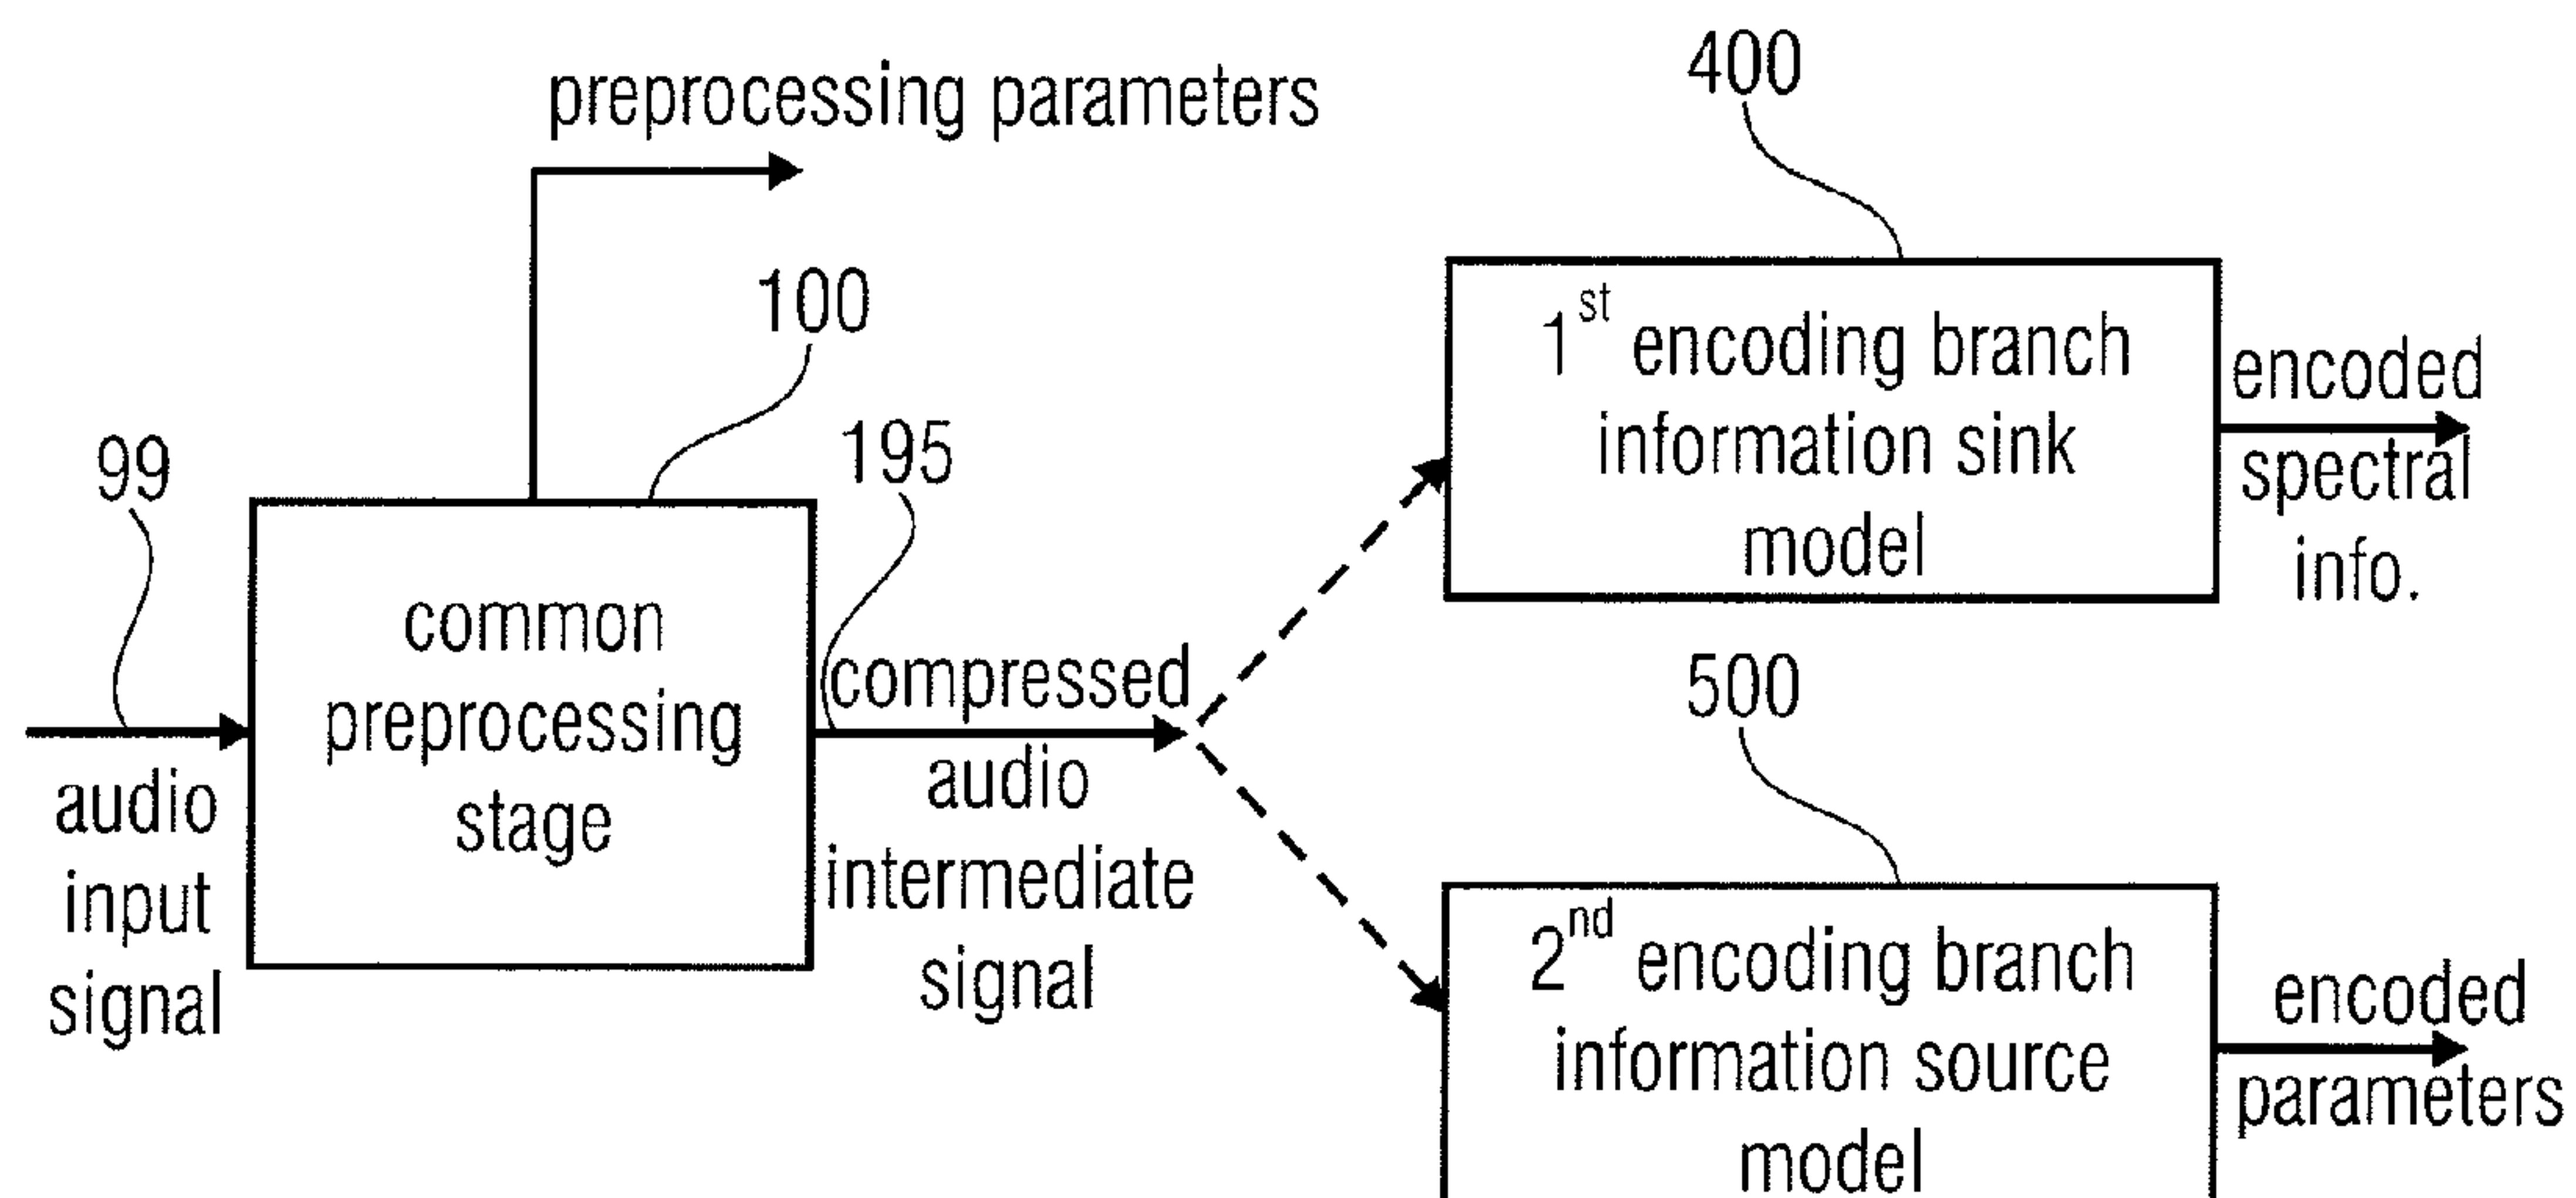 preprocessing parameters
400
100
195
99
1st encoding branch
information sink
model
encoded
spectral
info.
common
preprocessing
stage
compressed
audio
intermediate
signal
audio
input
signal
500
2nd encoding branch
information source
model
encoded
parameters